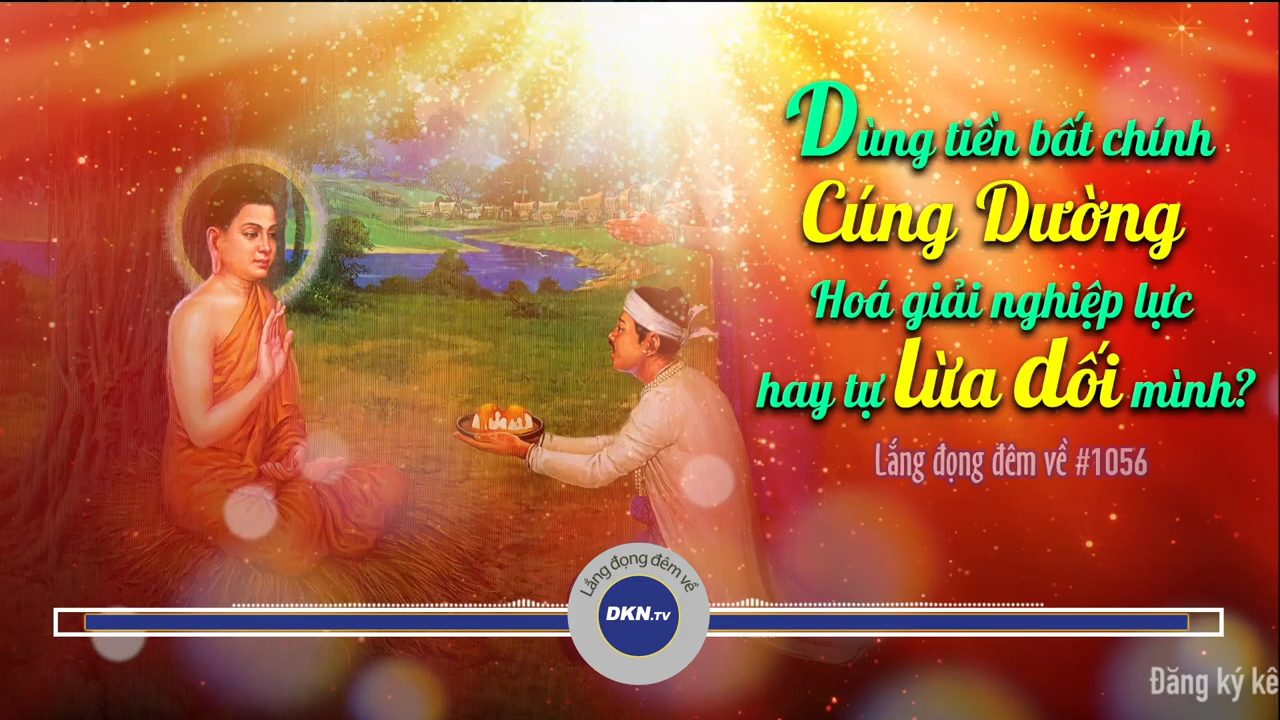 Dùng tiền bất chính
Cúng Dường
Hoá giải nghiệp lực
hay tự lừa dối mình?
Lắng đọng đêm về #1056
Lắng đọng đêm về
DKN.TV
Đăng ký kê